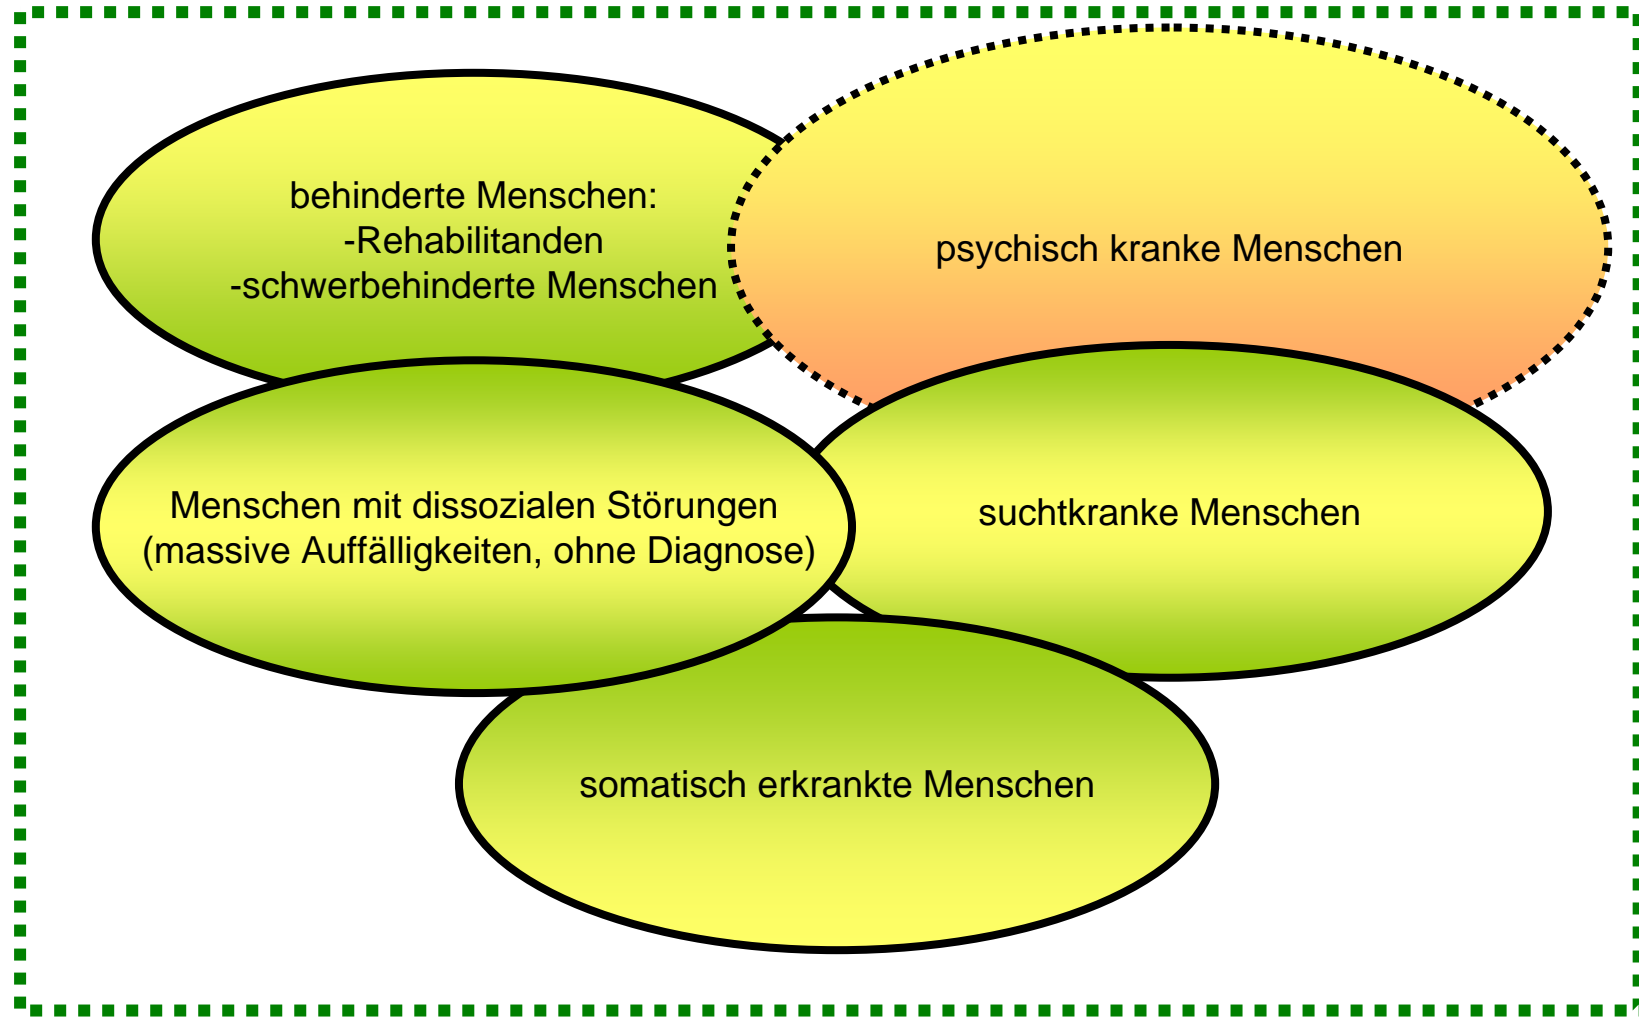 behinderte Menschen:
-Rehabilitanden
-schwerbehinderte Menschen
psychisch kranke Menschen
Menschen mit dissozialen Störungen
(massive Auffälligkeiten, ohne Diagnose)
suchtkranke Menschen
somatisch erkrankte Menschen